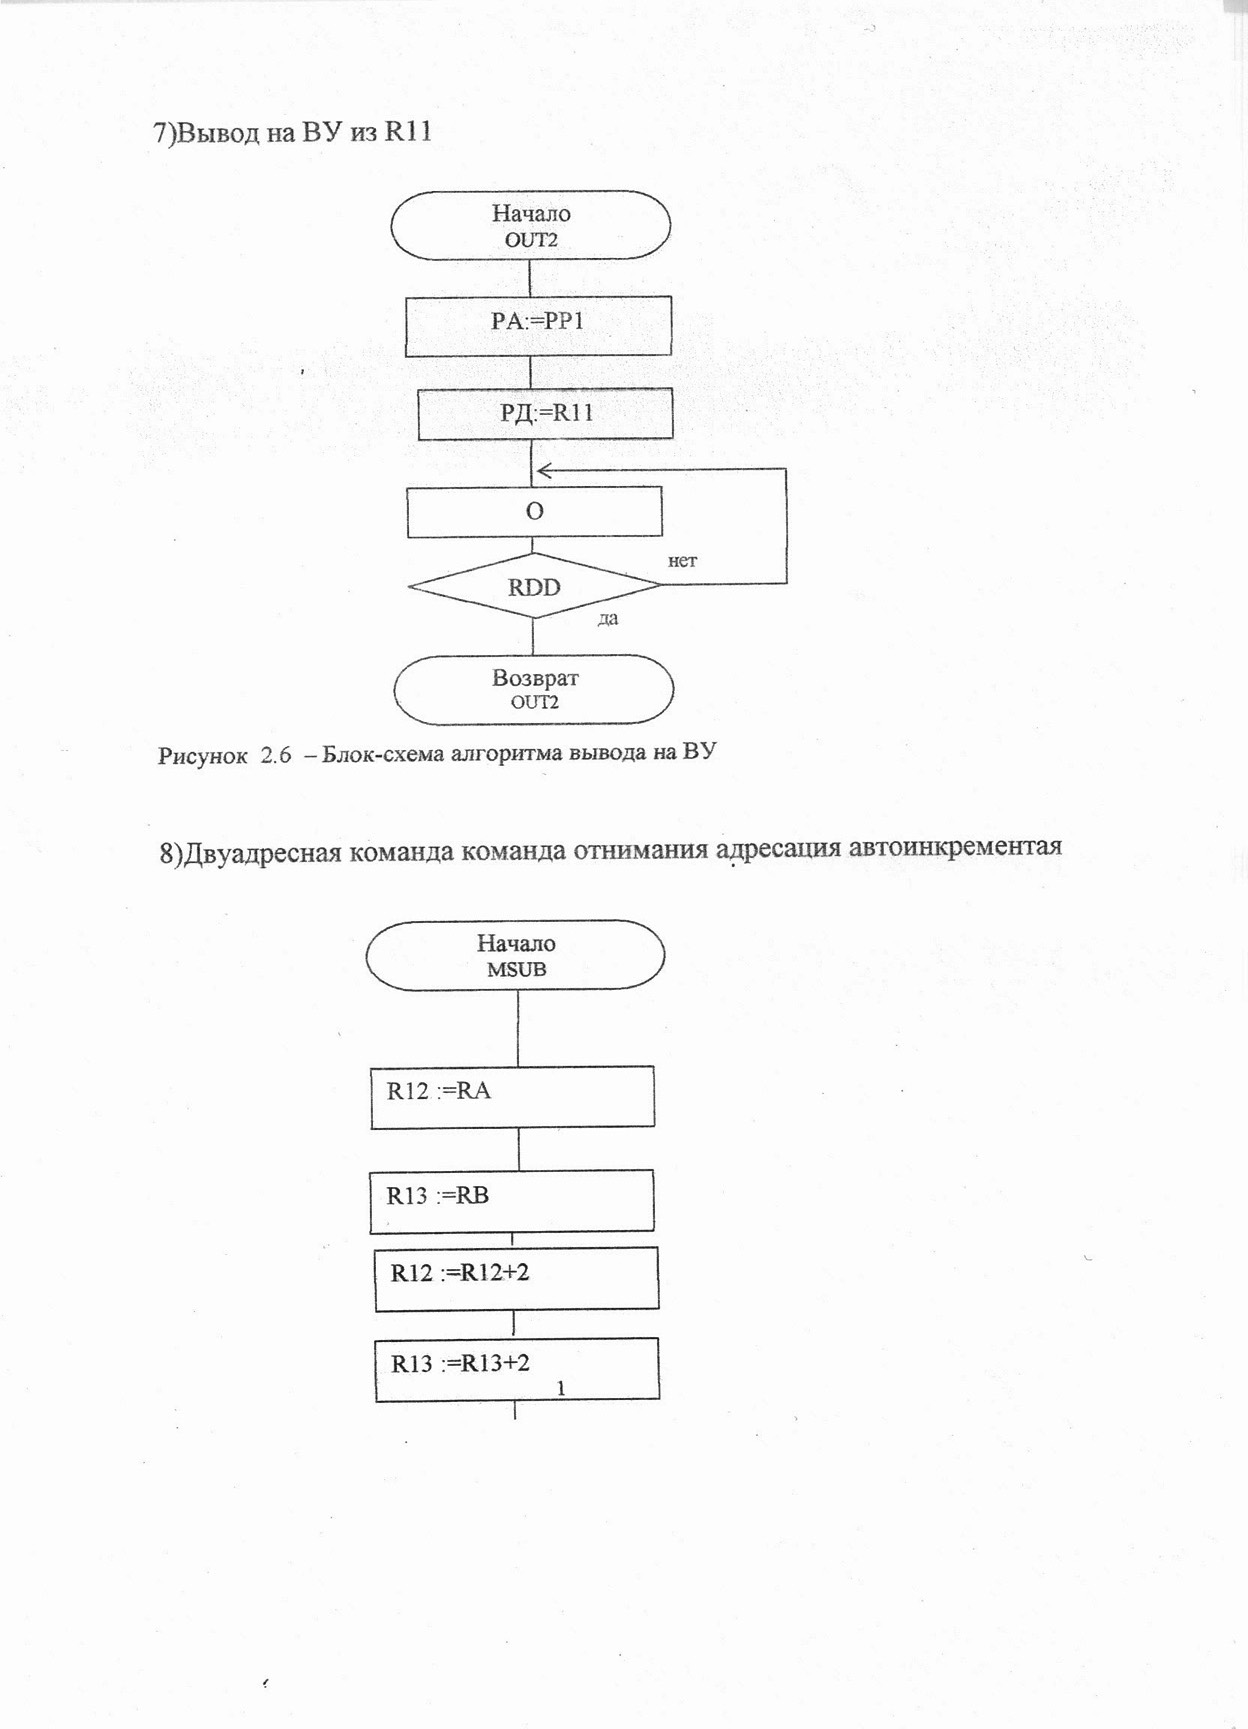 7)Вывод на ВУ из R11
Начало
OUT2
РА:=РР1
РД:=R11
О
нет
RDD
да
Возврат
OUT2
Рисунок 2.6 – Блок-схема алгоритма вывода на ВУ
8)Двуадресная команда команда отнимания адресация автоинкрементая
Начало
MSUB
R12 :=RA
R13 :=RB
R12 :=R12+2
R13 :=R13+2
1